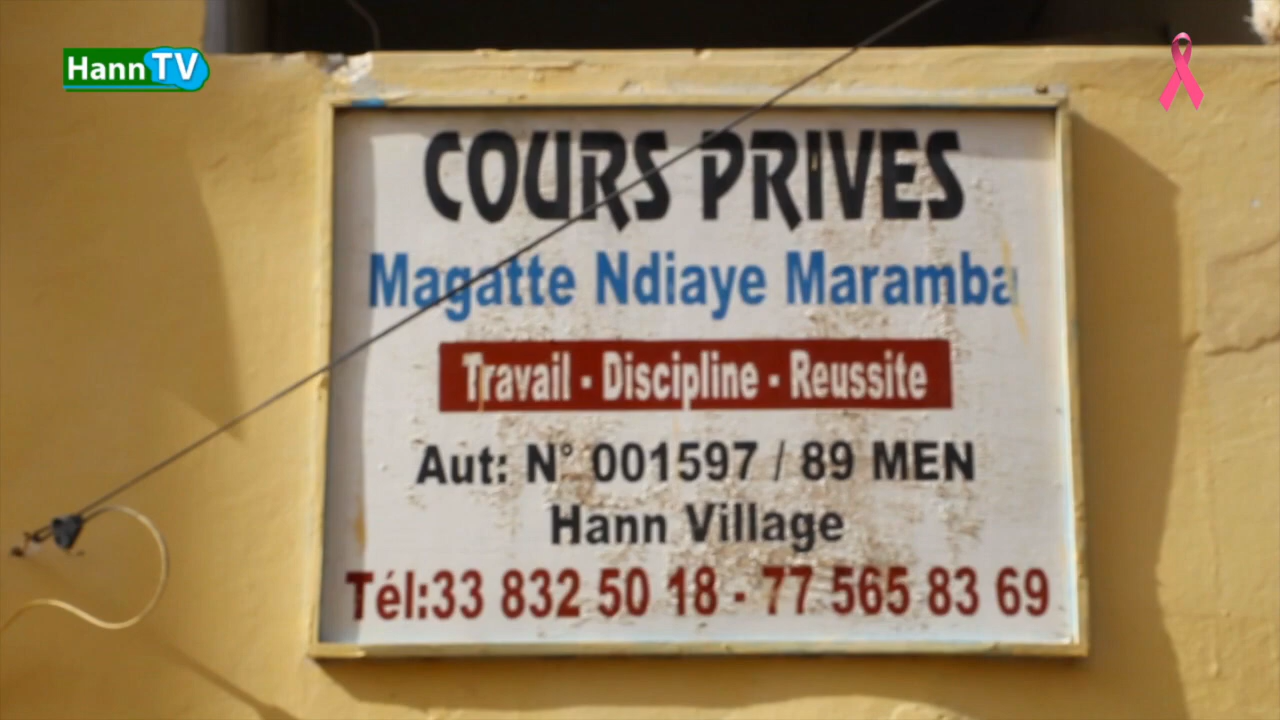 HannTV
COURS PRIVES
Magatte Ndiaye Maramba
Travail - Discipline - Reussite
Aut: N° 001597 / 89 MEN
Hann Village
Tél:33 832 50 18 - 77 565 83 69